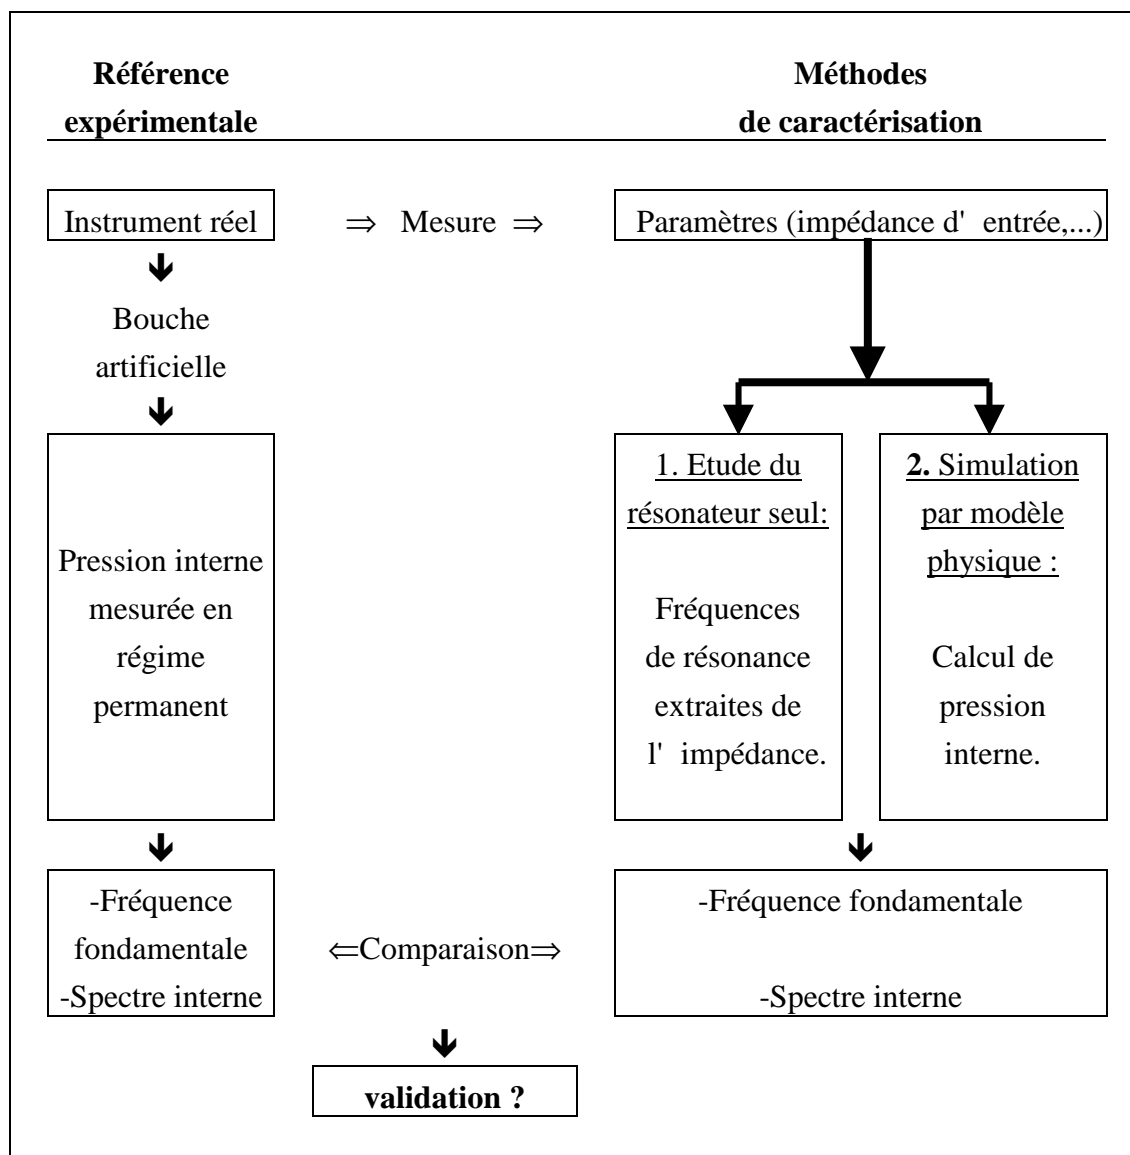 Référence
expérimentale
Méthodes
de caractérisation
Instrument réel
⇒ Mesure ⇒
Paramètres (impédance d' entrée,...)
Bouche
artificielle
Pression interne
mesurée en
régime
permanent
1. Etude du
résonateur seul:
Fréquences
de résonance
extraites de
l' impédance.
2. Simulation
par modèle
physique :
Calcul de
pression
interne.
-Fréquence
fondamentale
-Spectre interne
⇐Comparaison⇒
-Fréquence fondamentale
-Spectre interne
validation ?